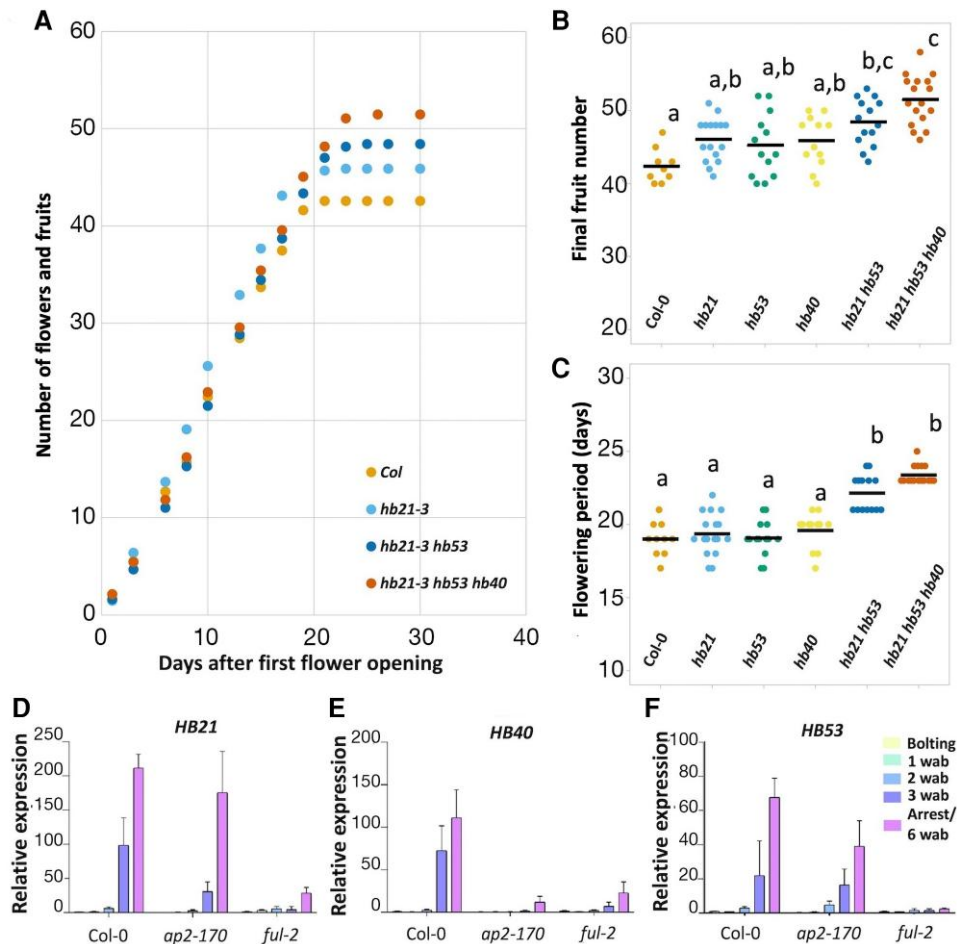 A
60
50
40
30
20
10
0
Number of flowers and fruits
0 10 20 30 40
Days after first flower opening
Col
hb21-3
hb21-3 hb53
hb21-3 hb53 hb40
B
60
50
40
30
20
Final fruit number
a a,b a,b a,b b,c c
Col-0 hb21 hb53 hb40 hb21 hb53 hb21 hb53 hb40
C
30
20
10
Flowering period (days)
a a a a b b
Col-0 hb21 hb53 hb40 hb21 hb53 hb21 hb53 hb40
D
HB21
250
200
150
100
50
0
Relative expression
Col-0 ap2-170 ful-2
E
HB40
200
150
100
50
0
Relative expression
Col-0 ap2-170 ful-2
F
HB53
100
80
60
40
20
0
Relative expression
Col-0 ap2-170 ful-2
Bolting
1 wab
2 wab
3 wab
Arrest/
6 wab